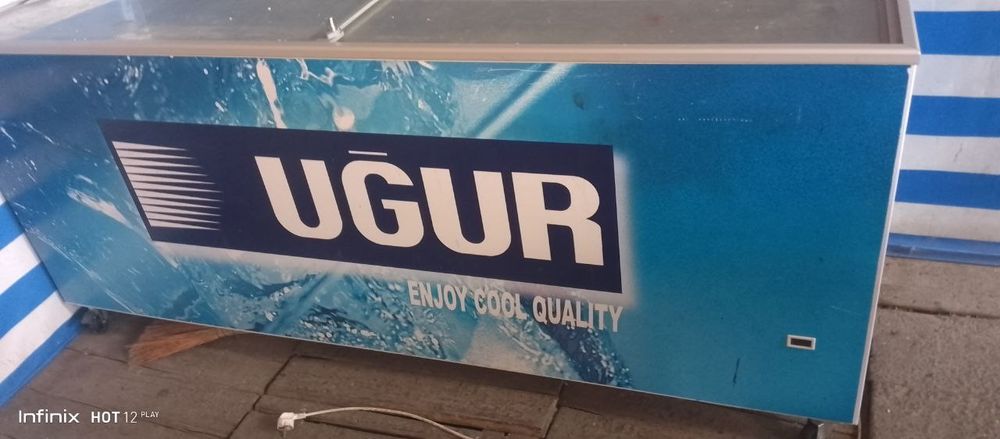 UĞUR
ENJOY COOL QUALITY
Infinix HOT 12 PLAY